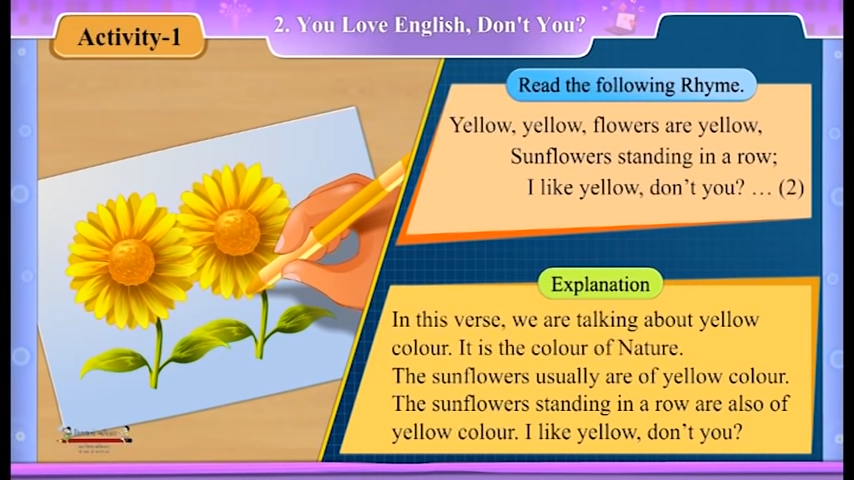 Activity-1
2. You Love English, Don't You?
Read the following Rhyme.
Yellow, yellow, flowers are yellow,
Sunflowers standing in a row;
I like yellow, don’t you? … (2)
Explanation
In this verse, we are talking about yellow
colour. It is the colour of Nature.
The sunflowers usually are of yellow colour.
The sunflowers standing in a row are also of
yellow colour. I like yellow, don’t you?